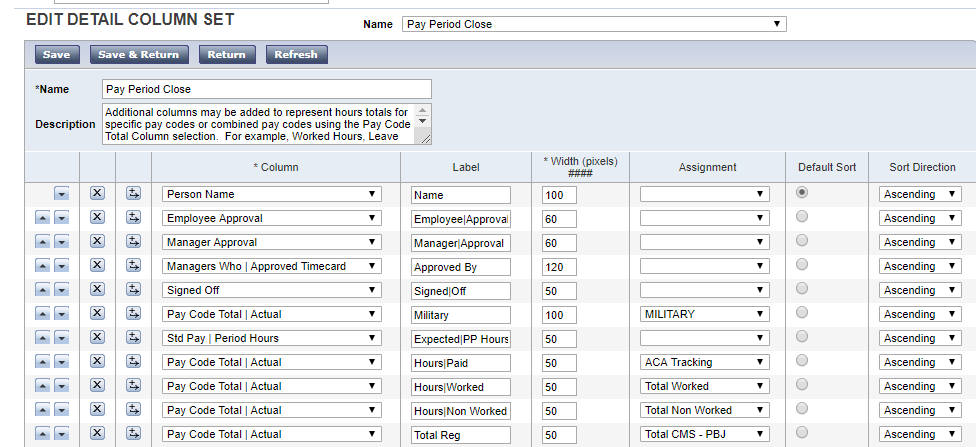 EDIT DETAIL COLUMN SET
Name Pay Period Close
Save Save & Return Return Refresh
*Name Pay Period Close
Description Additional columns may be added to represent hours totals for
specific pay codes or combined pay codes using the Pay Code
Total Column selection. For example, Worked Hours, Leave
* Column Label * Width (pixels) #### Assignment Default Sort Sort Direction
Person Name Name 100 Ascending
Employee Approval Employee|Approval 60 Ascending
Manager Approval Manager|Approval 60 Ascending
Managers Who | Approved Timecard Approved By 120 Ascending
Signed Off Signed|Off 50 Ascending
Pay Code Total | Actual Military 100 MILITARY Ascending
Std Pay | Period Hours Expected|PP Hours 50 Ascending
Pay Code Total | Actual Hours|Paid 50 ACA Tracking Ascending
Pay Code Total | Actual Hours|Worked 50 Total Worked Ascending
Pay Code Total | Actual Hours|Non Worked 50 Total Non Worked Ascending
Pay Code Total | Actual Total Reg 50 Total CMS - PBJ Ascending